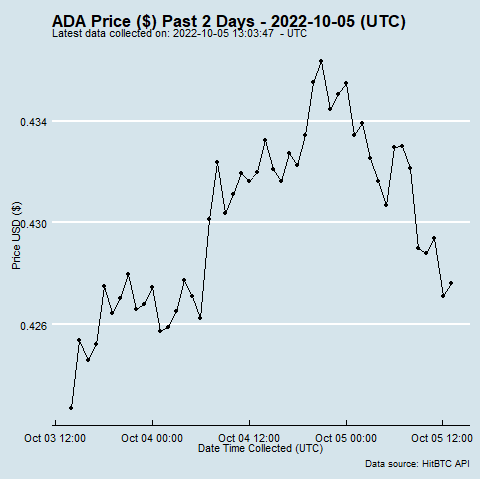 ADA Price ($) Past 2 Days - 2022-10-05 (UTC)
Latest data collected on: 2022-10-05 13:03:47  - UTC
0.434
0.430
0.426
Price USD ($)
Oct 03 12:00 Oct 04 00:00 Oct 04 12:00 Oct 05 00:00 Oct 05 12:00
Date Time Collected (UTC)
Data source: HitBTC API